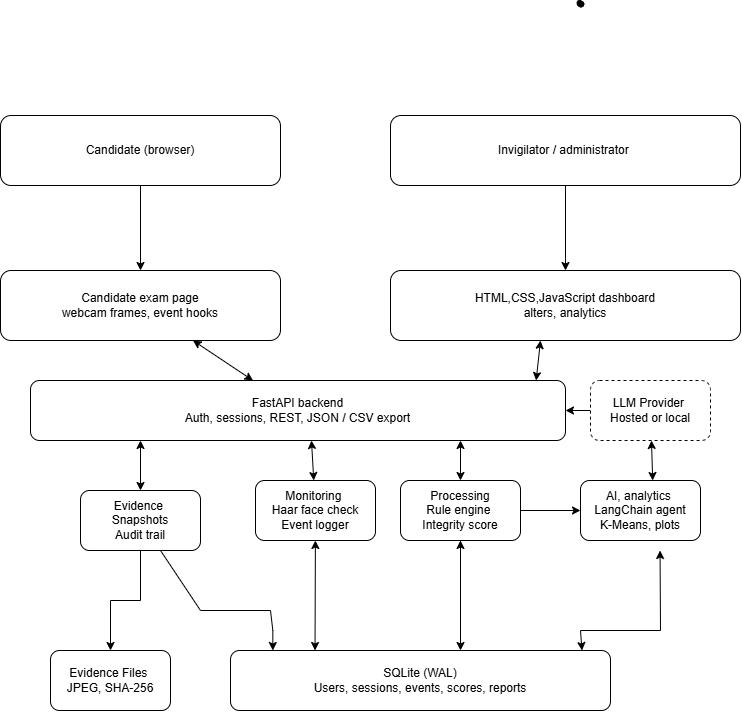 Candidate (browser)
Invigilator / administrator
Candidate exam page
webcam frames, event hooks
HTML,CSS,JavaScript dashboard
alters, analytics
FastAPI backend
Auth, sessions, REST, JSON / CSV export
LLM Provider
Hosted or local
Evidence
Snapshots
Audit trail
Monitoring
Haar face check
Event logger
Processing
Rule engine
Integrity score
AI, analytics
LangChain agent
K-Means, plots
Evidence Files
JPEG, SHA-256
SQLite (WAL)
Users, sessions, events, scores, reports